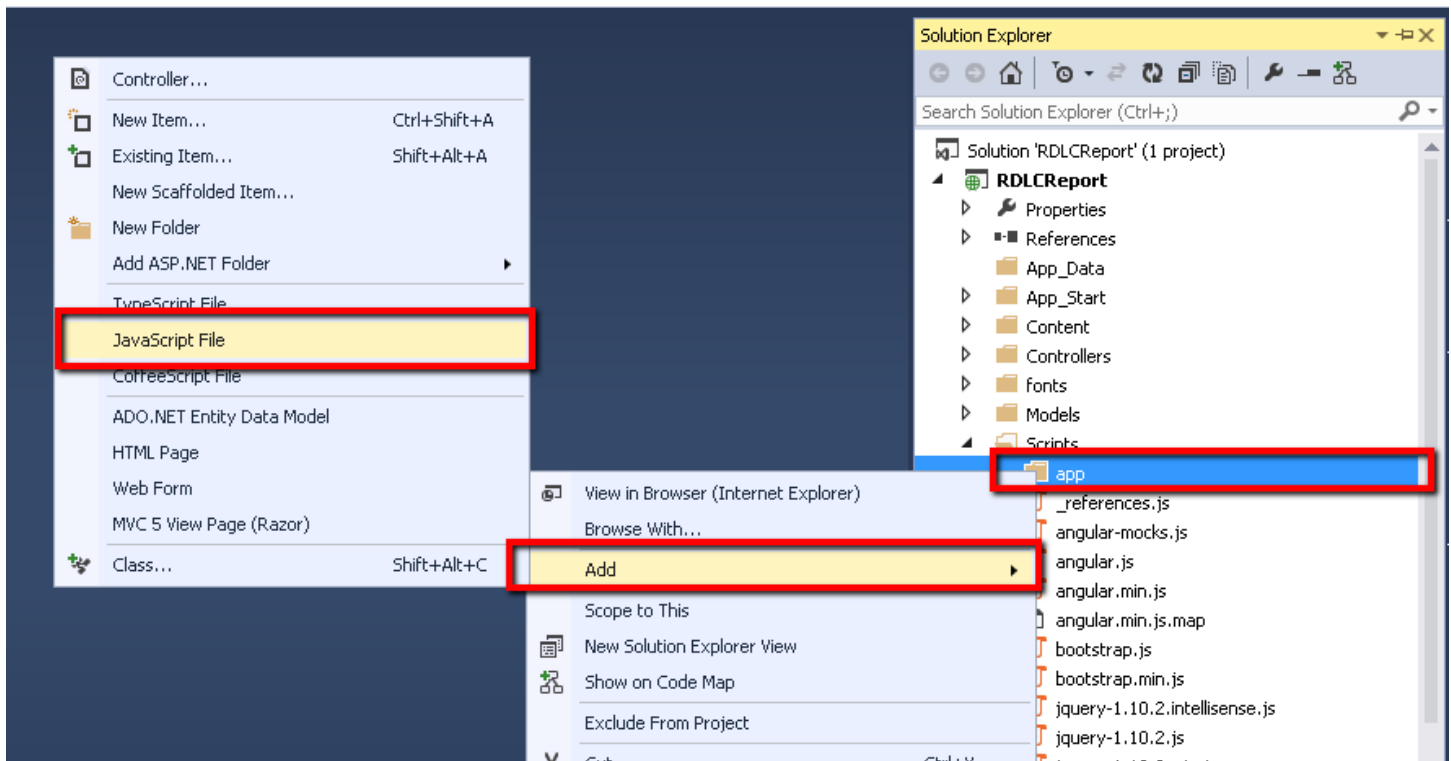 Controller...
New Item... Ctrl+Shift+A
Existing Item... Shift+Alt+A
New Scaffolded Item...
New Folder
Add ASP.NET Folder
TypeScript File
JavaScript File
CoffeeScript File
ADO.NET Entity Data Model
HTML Page
Web Form
MVC 5 View Page (Razor)
Class... Shift+Alt+C
View in Browser (Internet Explorer)
Browse With...
Add
Scope to This
New Solution Explorer View
Show on Code Map
Exclude From Project
Cut Ctrl+X
Solution Explorer
Search Solution Explorer (Ctrl+;)
Solution 'RDLCReport' (1 project)
RDLCReport
Properties
References
App_Data
App_Start
Content
Controllers
fonts
Models
Scripts
app
_references.js
angular-mocks.js
angular.js
angular.min.js
angular.min.js.map
bootstrap.js
bootstrap.min.js
jquery-1.10.2.intellisense.js
jquery-1.10.2.js